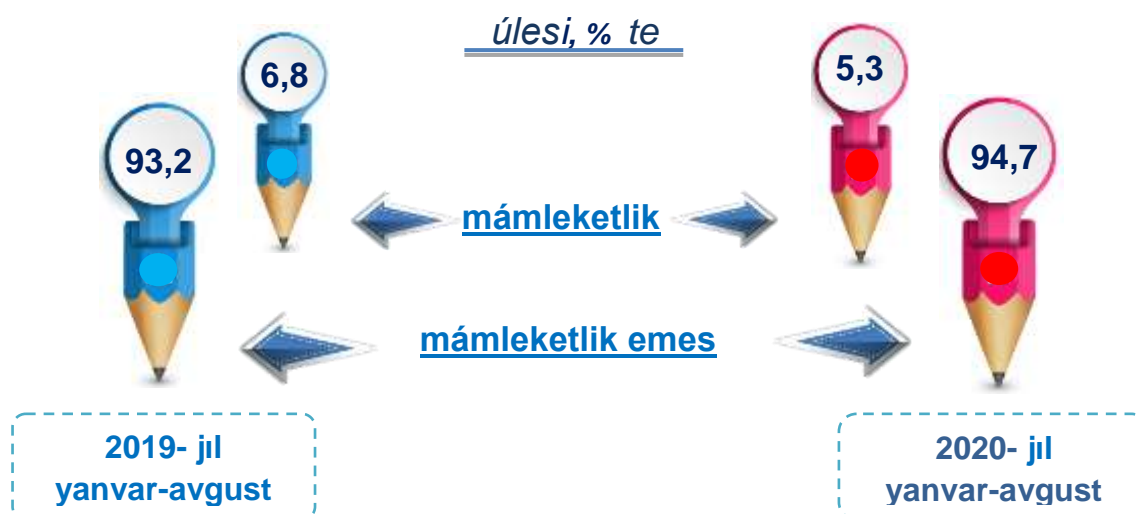 úlesi, % te
6,8
5,3
93,2
94,7
mámleketlik
mámleketlik emes
2019- jıl
yanvar-avgust
2020- jıl
yanvar-avgust